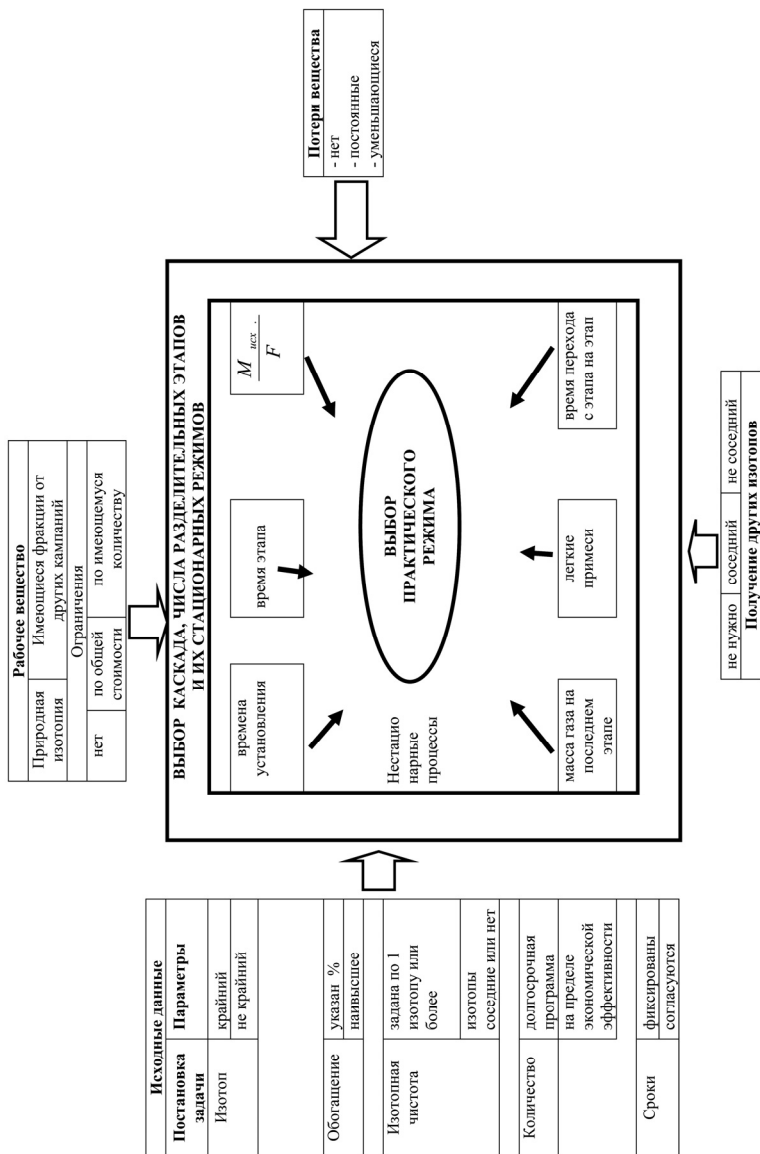 Исходные данные
Постановка
задачи
Параметры
Изотоп
крайний
не крайний
Обогащение
указан %
наивысшее
Изотопная
чистота
задана по 1
изотопу или
более
изотопы
соседние или нет
Количество
долгосрочная
программа
на пределе
экономической
эффективности
Сроки
фиксированы
согласуются
Рабочее вещество
Природная
изотопия
Имеющиеся фракции от
других кампаний
Ограничения
нет
по общей
стоимости
по имеющемуся
количеству
ВЫБОР КАСКАДА, ЧИСЛА РАЗДЕЛИТЕЛЬНЫХ ЭТАПОВ
И ИХ СТАЦИОНАРНЫХ РЕЖИМОВ
времена
установления
время этапа
M исх .
F
Нестацио
нарные
процессы
ВЫБОР
ПРАКТИЧЕСКОГО
РЕЖИМА
масса газа на
последнем
этапе
легкие
примеси
время перехода
с этапа на этап
не нужно
соседний
не соседний
Получение других изотопов
Потери вещества
- нет
- постоянные
- уменьшающиеся